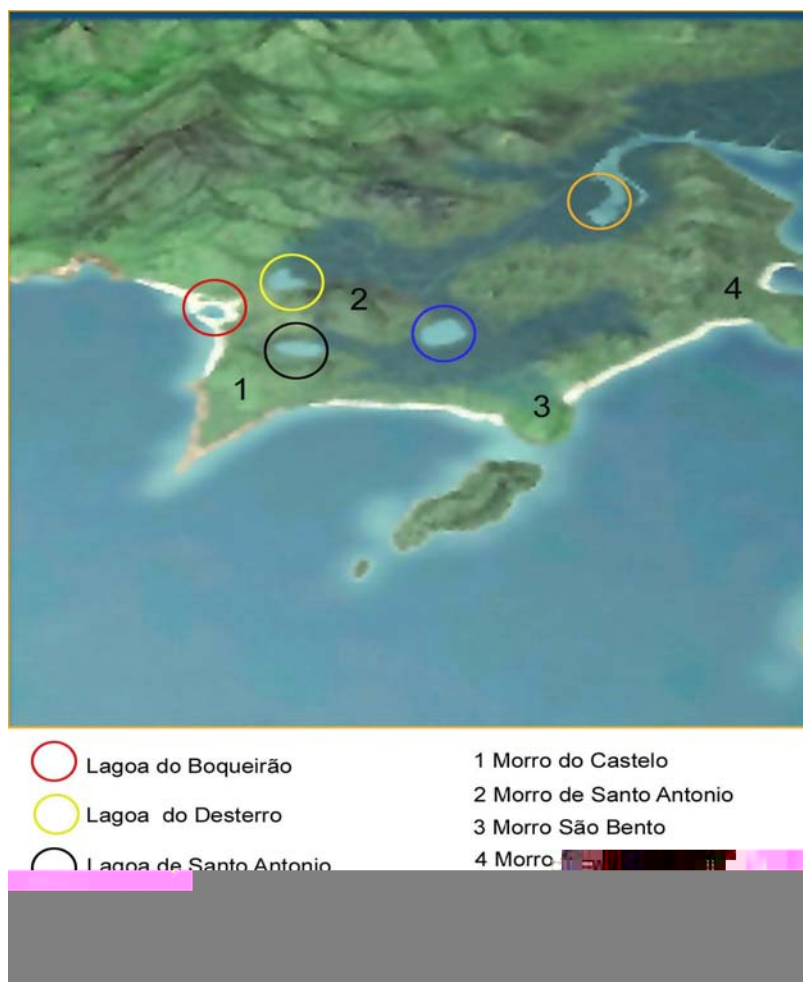 2
4
1
3
Lagoa do Boqueirão
Lagoa do Desterro
Lagoa de Santo Antonio
1 Morro do Castelo
2 Morro de Santo Antonio
3 Morro São Bento
4 Morro